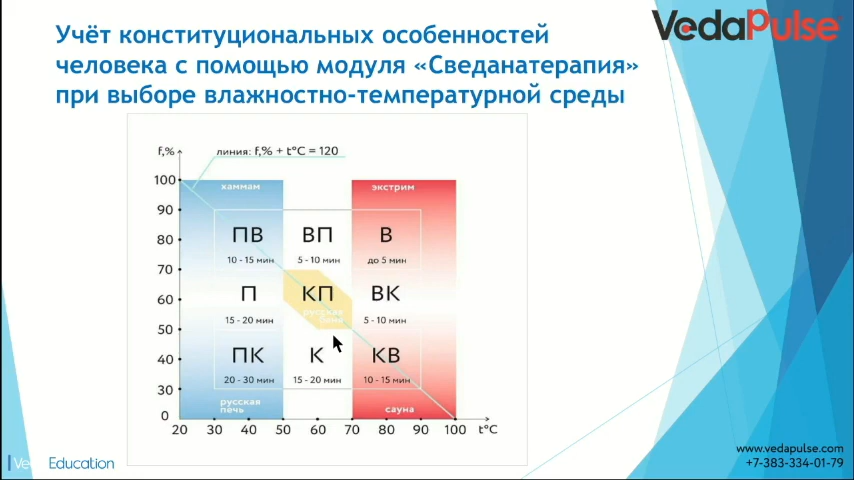 VedaPulse
Учёт конституциональных особенностей
человека с помощью модуля «Сведанатерапия»
при выборе влажностно-температурной среды
f,%
линия: f,% + t°C = 120
100
90
80
70
60
50
40
30
0
хаммам
экстрим
ПВ
ВП
В
10 - 15 мин
5 - 10 мин
до 5 мин
П
КП
ВК
русская
15 - 20 мин
5 - 10 мин
ПК
К
КВ
20 - 30 мин
15 - 20 мин
10 - 15 мин
русская
печь
сауна
20 30 40 50 60 70 80 90 100 t°C
Education
www.vedapulse.com
+7-383-334-01-79